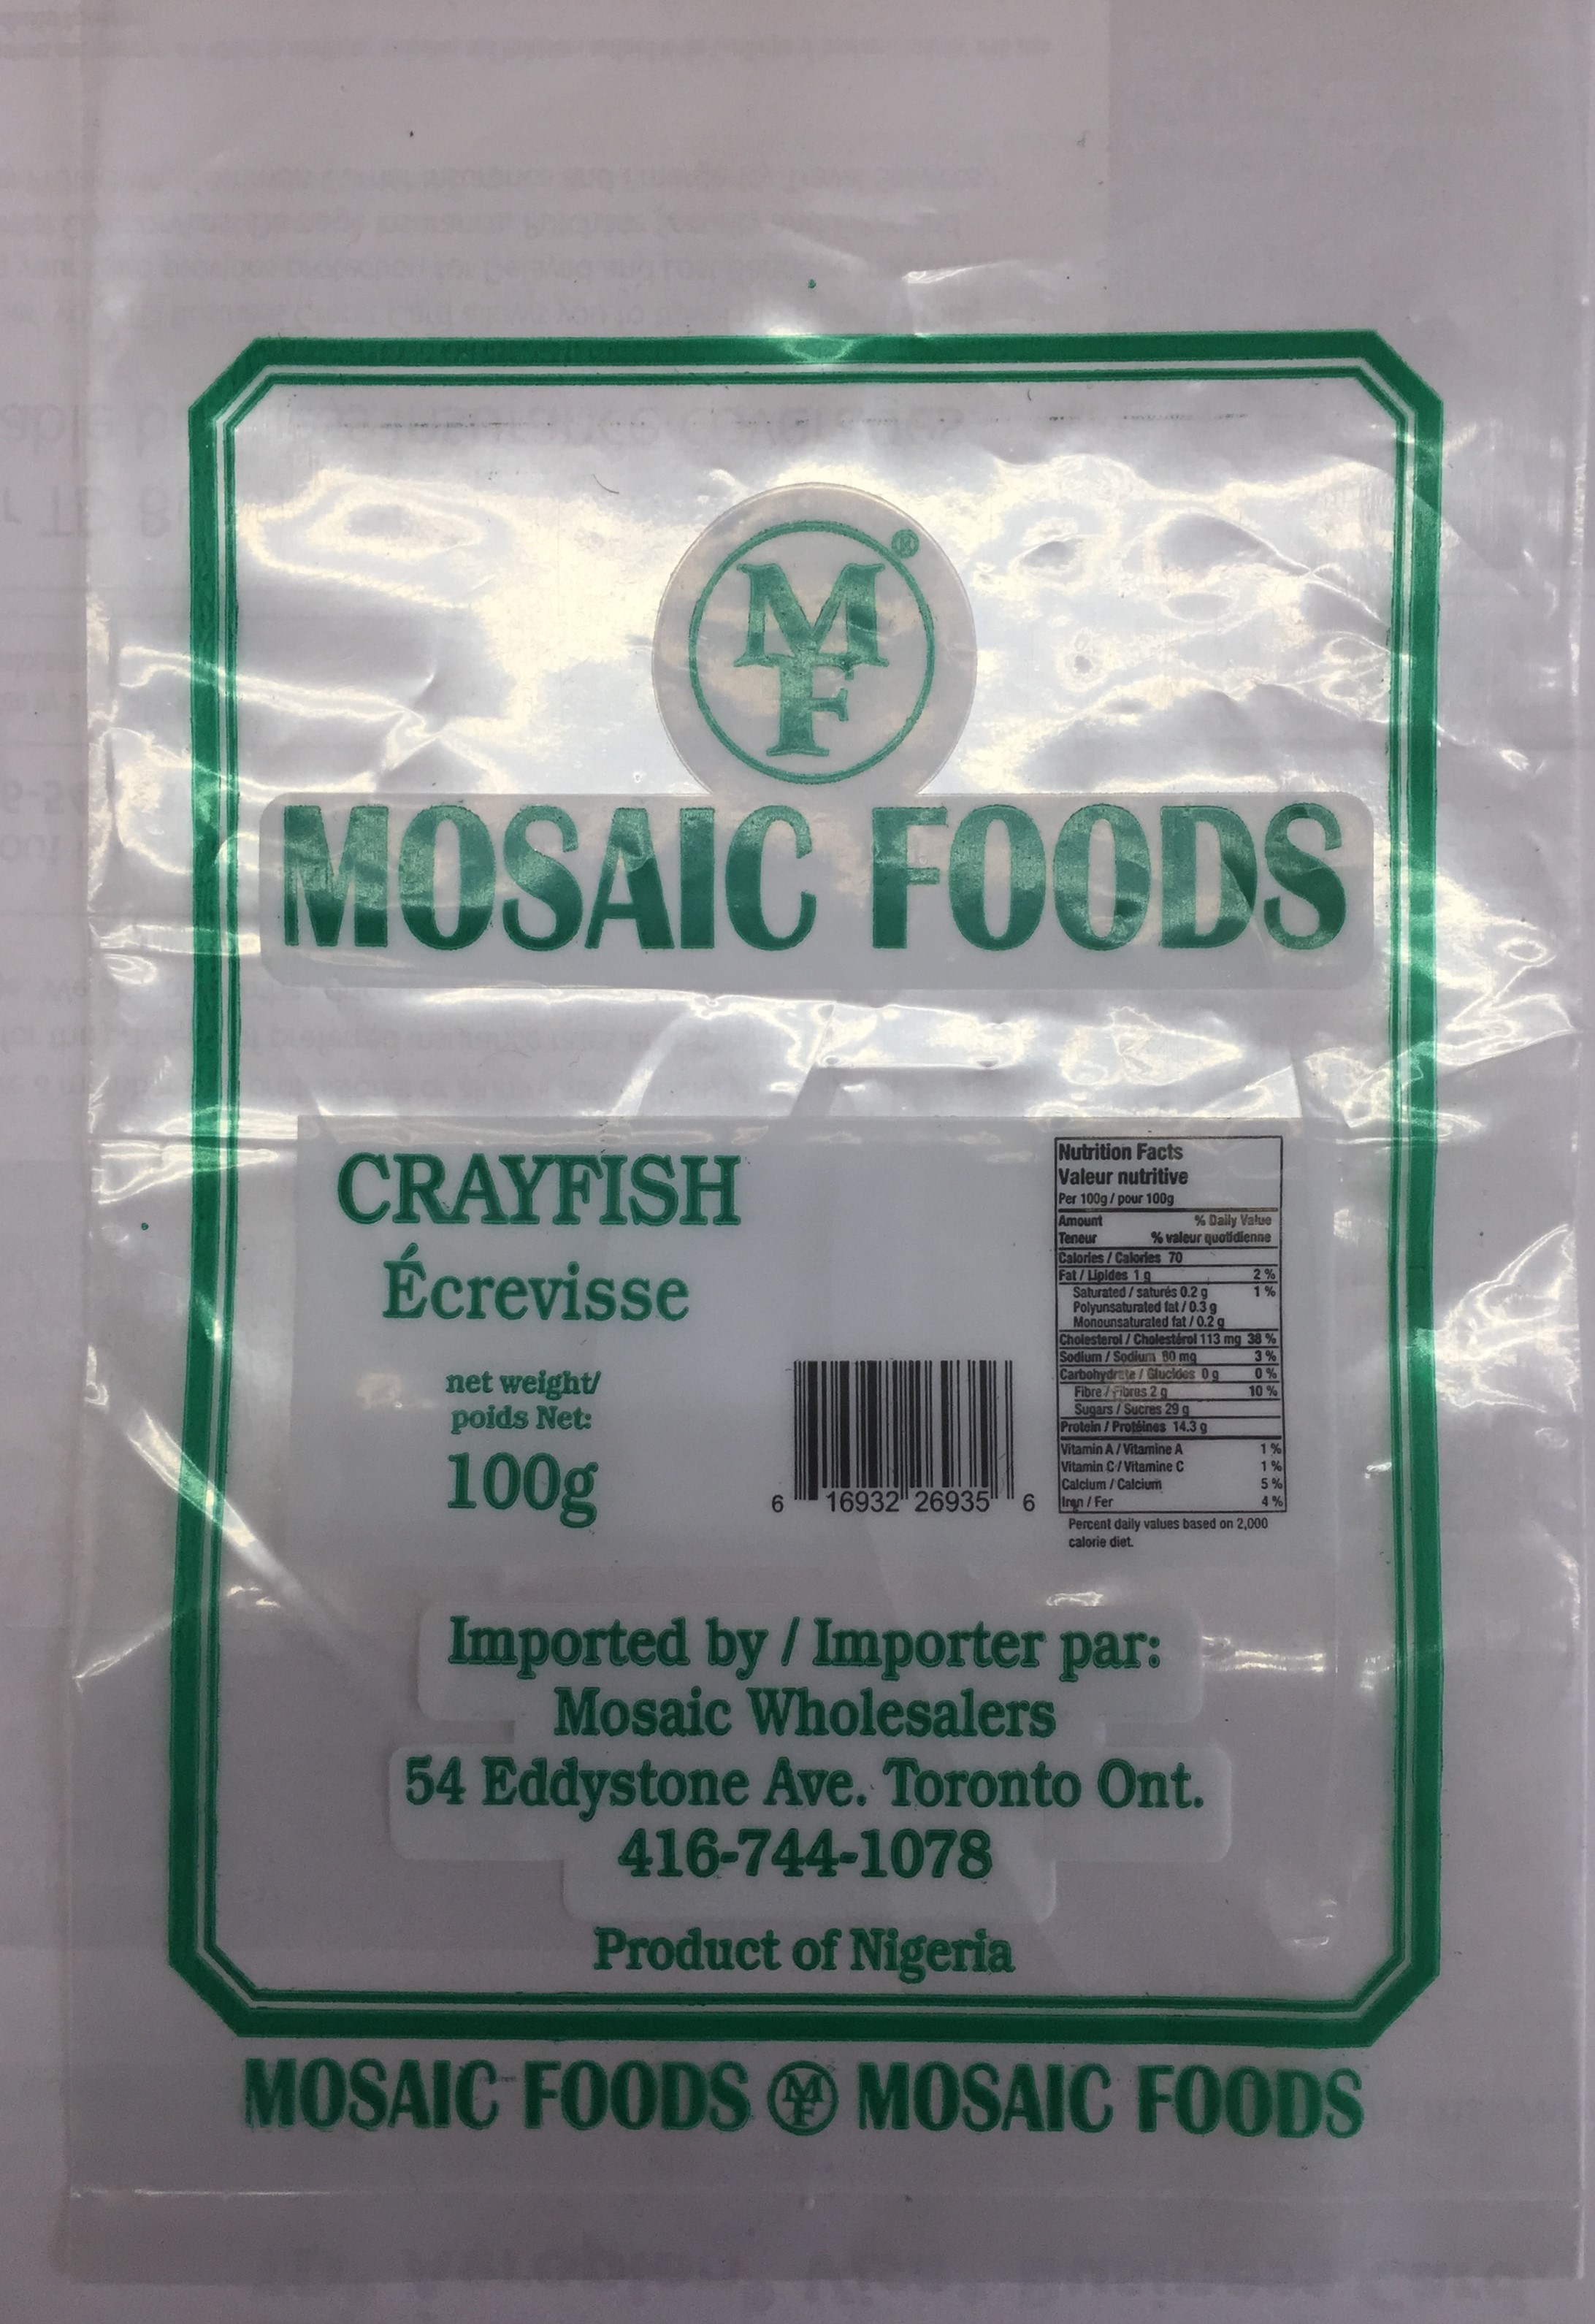 M
F
®
MOSAIC FOODS
CRAYFISH
Écrevisse
net weight/
poids Net:
100g
6 16932 26935 6
Nutrition Facts
Valeur nutritive
Per 100g / pour 100g
Amount % Daily Value
Teneur % valeur quotidienne
Calories / Calories 70
Fat / Lipides 1 g 2 %
Saturated / saturés 0.2 g 1 %
Polyunsaturated fat / 0.3 g
Monounsaturated fat / 0.2 g
Cholesterol / Cholestérol 113 mg 38 %
Sodium / Sodium 80 mg 3 %
Carbohydrate / Glucides 0 g 0 %
Fibre / Fibres 2 g 10 %
Sugars / Sucres 29 g
Protein / Protéines 14.3 g
Vitamin A / Vitamine A 1 %
Vitamin C / Vitamine C 1 %
Calcium / Calcium 5 %
Iron / Fer 4 %
Percent daily values based on 2,000
calorie diet.
Imported by / Importer par:
Mosaic Wholesalers
54 Eddystone Ave. Toronto Ont.
416-744-1078
Product of Nigeria
MOSAIC FOODS MF MOSAIC FOODS